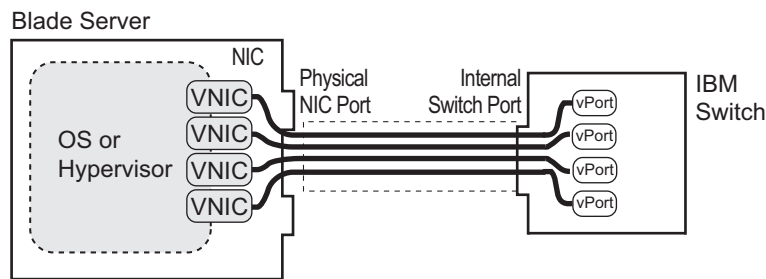 Blade Server
NIC
VNIC
VNIC
VNIC
VNIC
OS or
Hypervisor
Physical
NIC Port
Internal
Switch Port
vPort
vPort
vPort
vPort
IBM
Switch